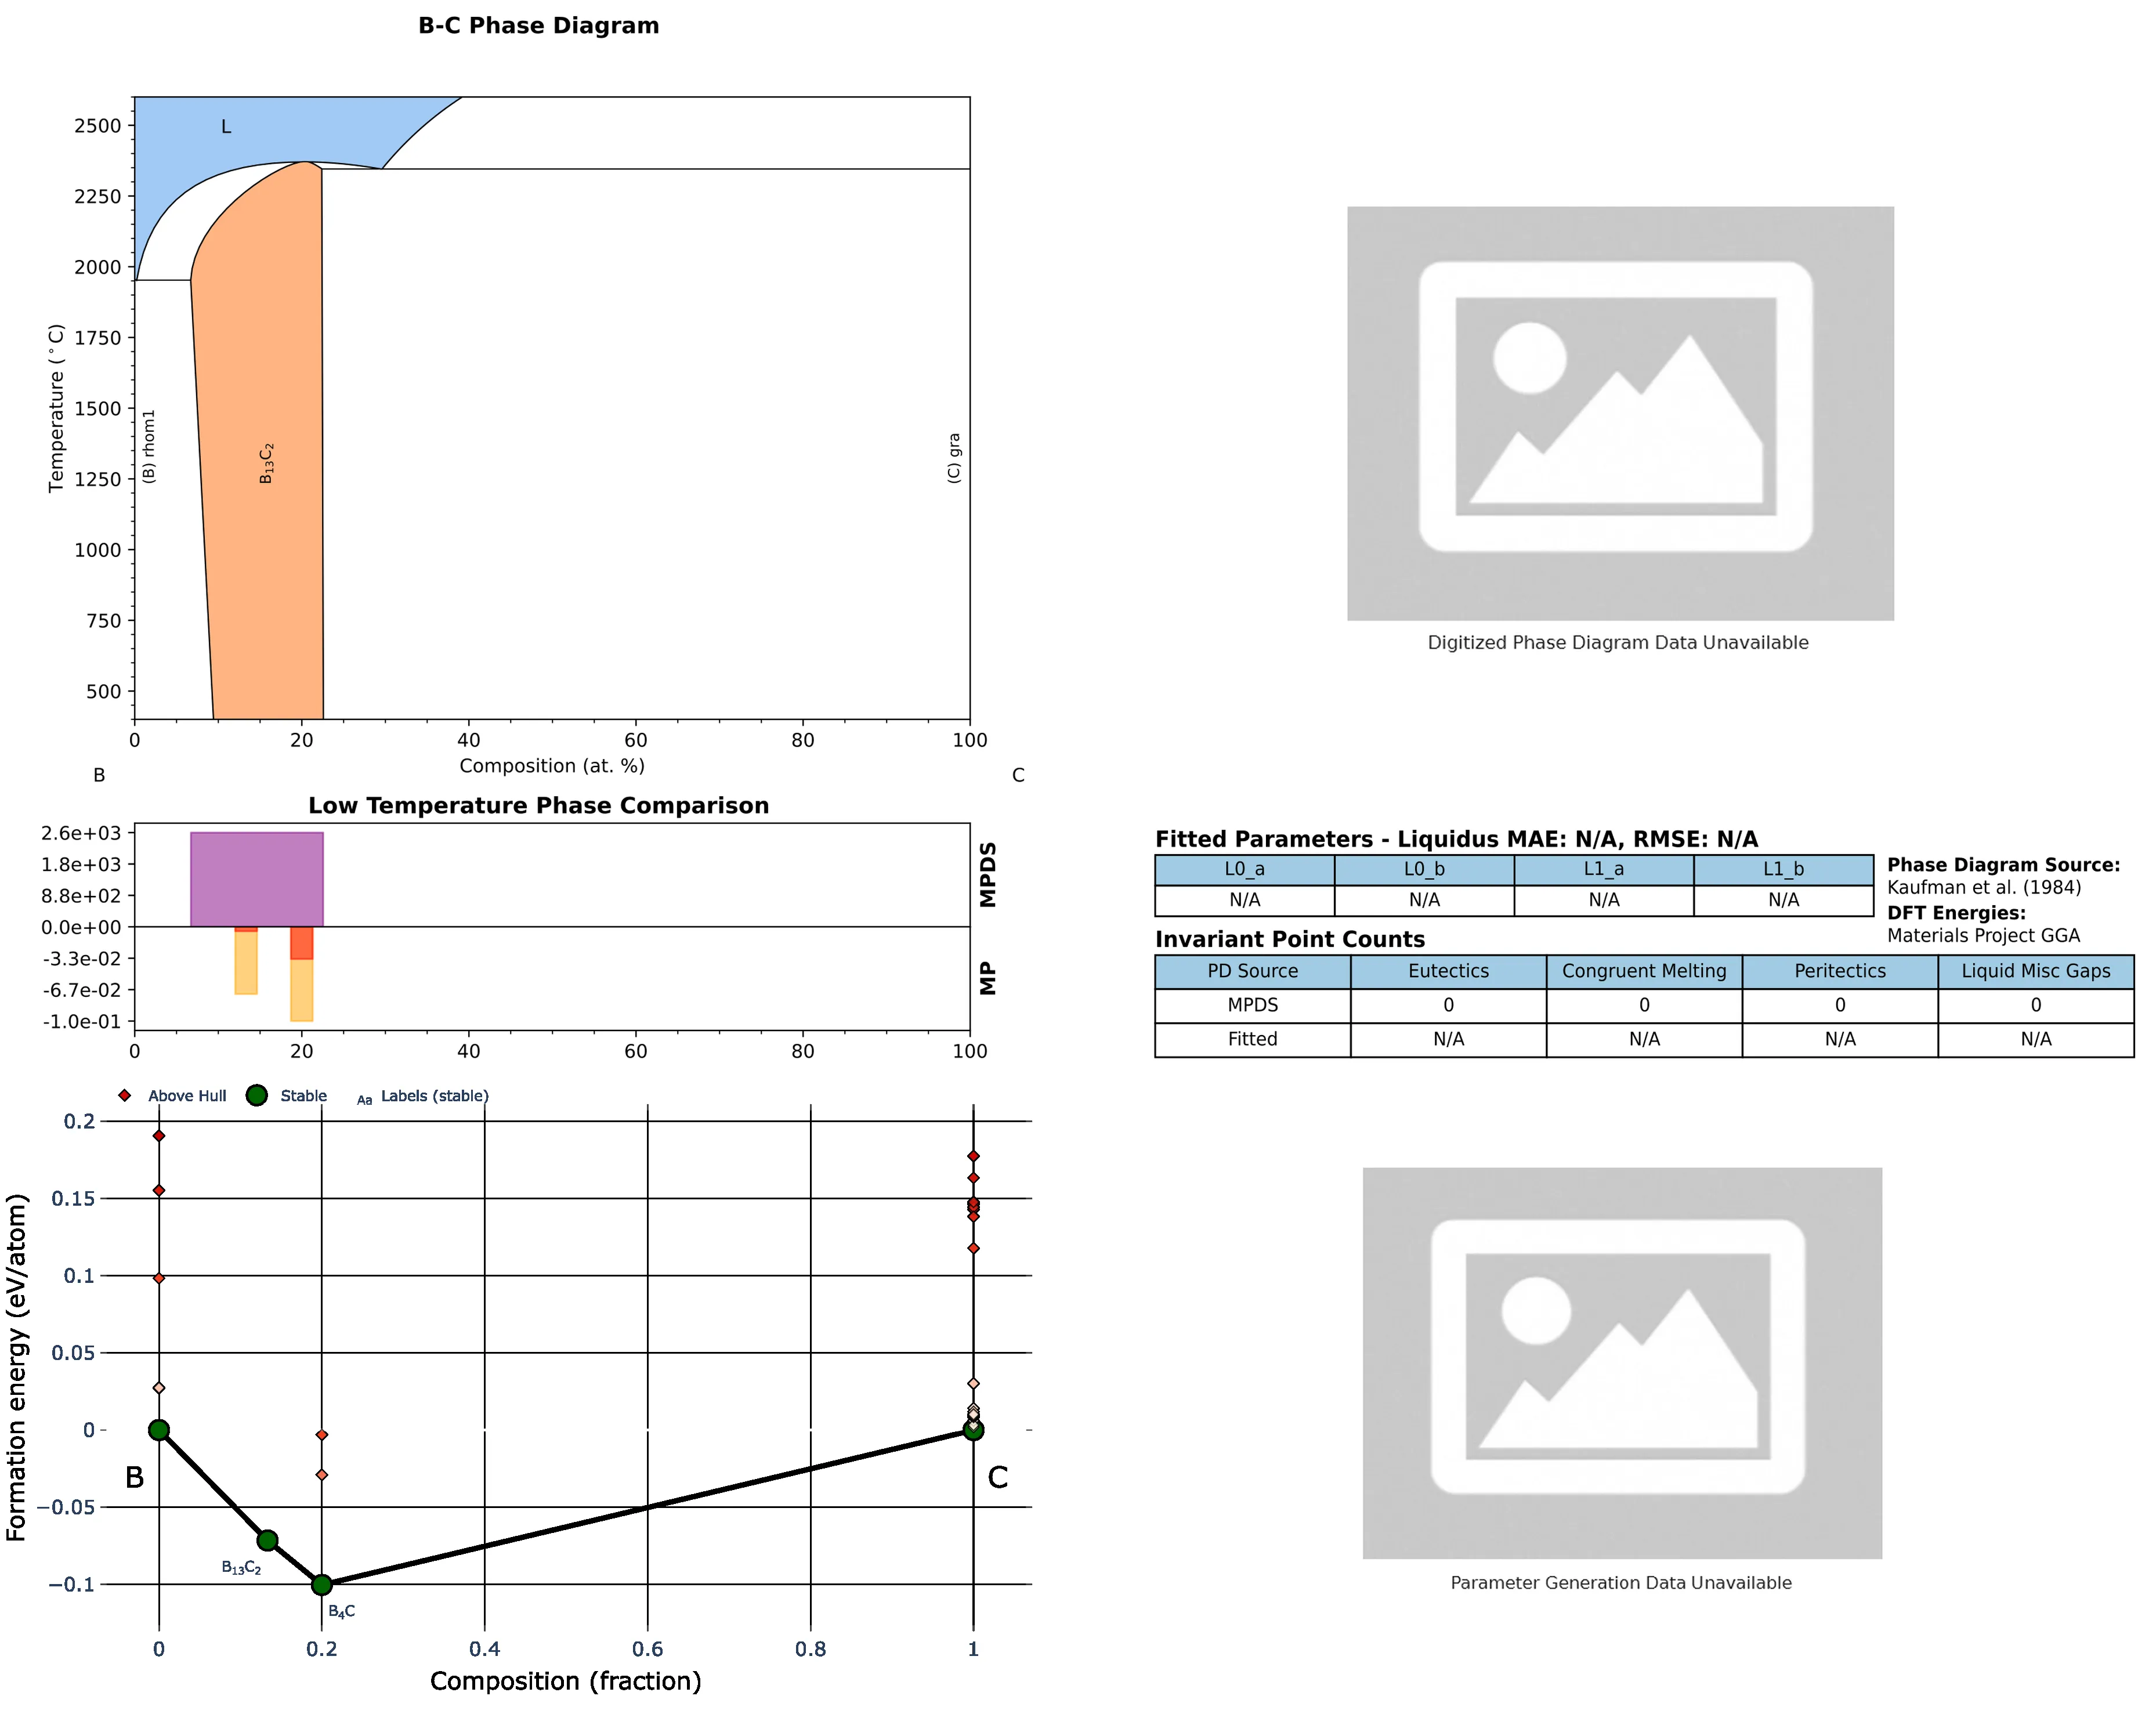 B-C Phase Diagram
2500
2250
2000
1750
1500
1250
1000
750
500
Temperature (°C)
L
(B) rhom1
B₁₃C₂
(C) gra
0 20 40 60 80 100
Composition (at. %)
B C
Digitized Phase Diagram Data Unavailable
Low Temperature Phase Comparison
2.6e+03
1.8e+03
8.8e+02
0.0e+00
-3.3e-02
-6.7e-02
-1.0e-01
MPDS
MP
0 20 40 60 80 100
Fitted Parameters - Liquidus MAE: N/A, RMSE: N/A
L0_a L0_b L1_a L1_b
N/A N/A N/A N/A
Phase Diagram Source:
Kaufman et al. (1984)
DFT Energies:
Materials Project GGA
Invariant Point Counts
PD Source Eutectics Congruent Melting Peritectics Liquid Misc Gaps
MPDS 0 0 0 0
Fitted N/A N/A N/A N/A
Above Hull Stable Aa Labels (stable)
0.2
0.15
0.1
0.05
0
−0.05
−0.1
Formation energy (eV/atom)
B C
B₁₃C₂
B₄C
0 0.2 0.4 0.6 0.8 1
Composition (fraction)
Parameter Generation Data Unavailable